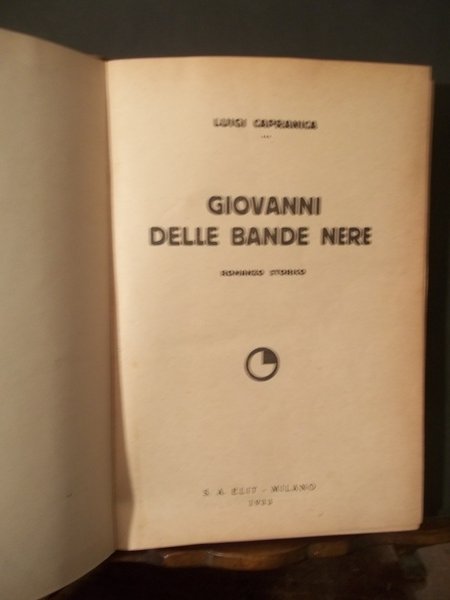 LUIGI CAPRANICA
GIOVANNI
DELLE BANDE NERE
ROMANZO STORICO
S. A. ELIT - MILANO